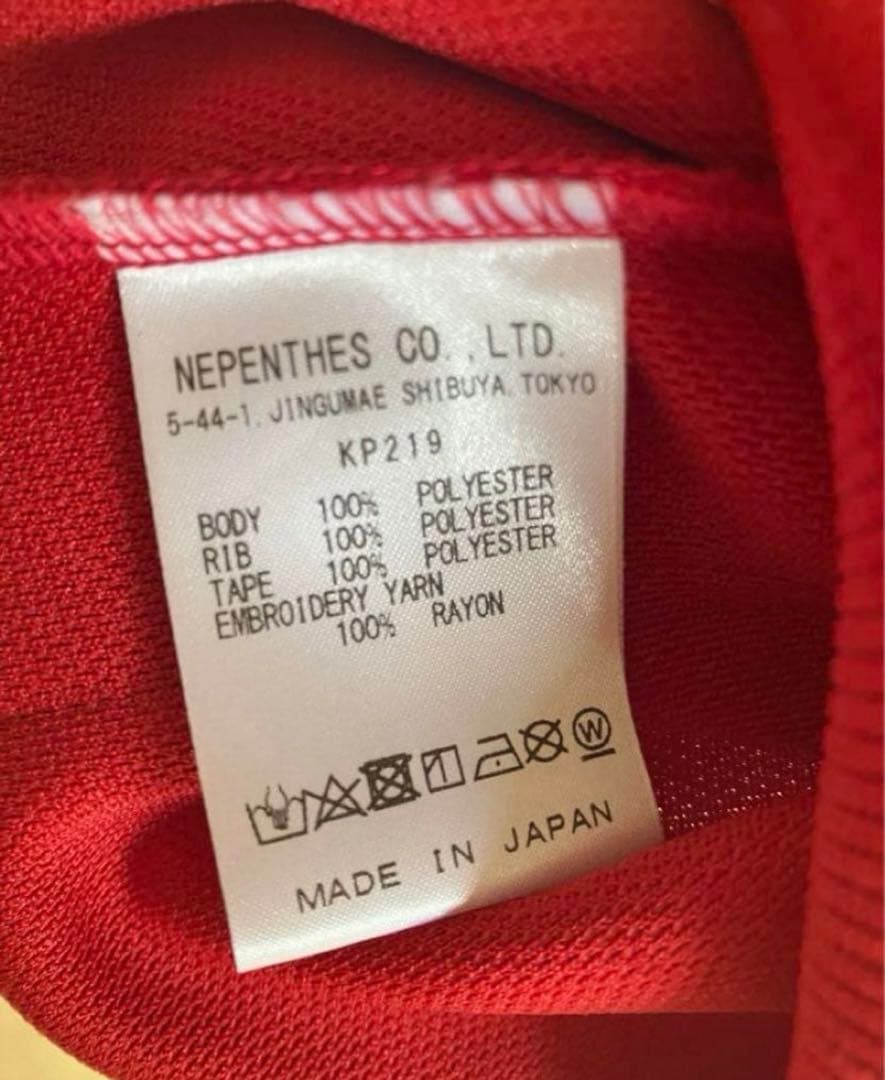 NEPENTHES CO.,LTD.
5-44-1, JINGUMAE SHIBUYA, TOKYO
KP219
BODY 100% POLYESTER
RIB 100% POLYESTER
TAPE 100% POLYESTER
EMBROIDERY YARN
100% RAYON
W
MADE IN JAPAN